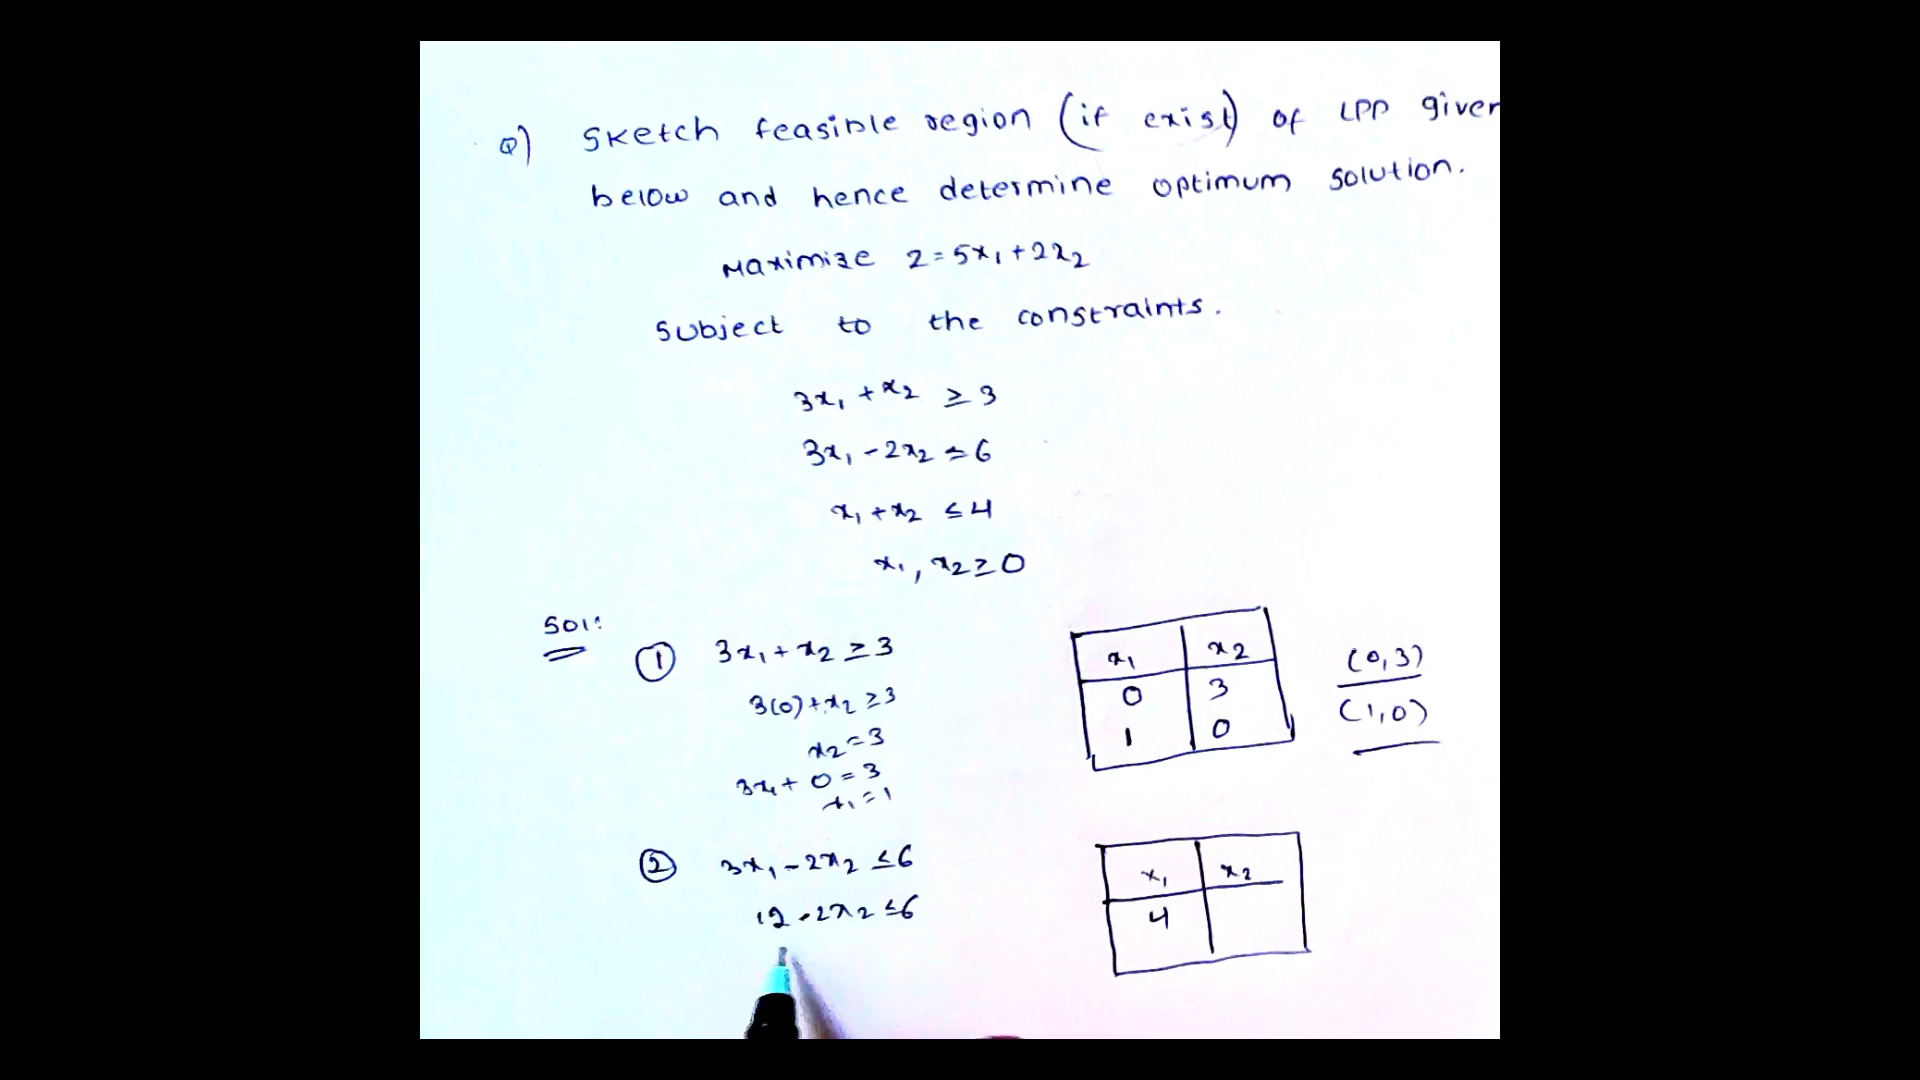 Q) Sketch feasible region (if exist) of LPP given
below and hence determine optimum solution.
Maximize Z = 5x₁ + 2x₂
Subject to the constraints.
3x₁ + x₂ ≥ 3
3x₁ - 2x₂ ≤ 6
x₁ + x₂ ≤ 4
x₁, x₂ ≥ 0
Sol:
① 3x₁ + x₂ ≥ 3
3(0) + x₂ ≥ 3
x₂ = 3
3x₁ + 0 = 3
x₁ = 1
x₁ x₂
0 3
1 0
(0,3)
(1,0)
② 3x₁ - 2x₂ ≤ 6
12 - 2x₂ ≤ 6
x₁ x₂
4